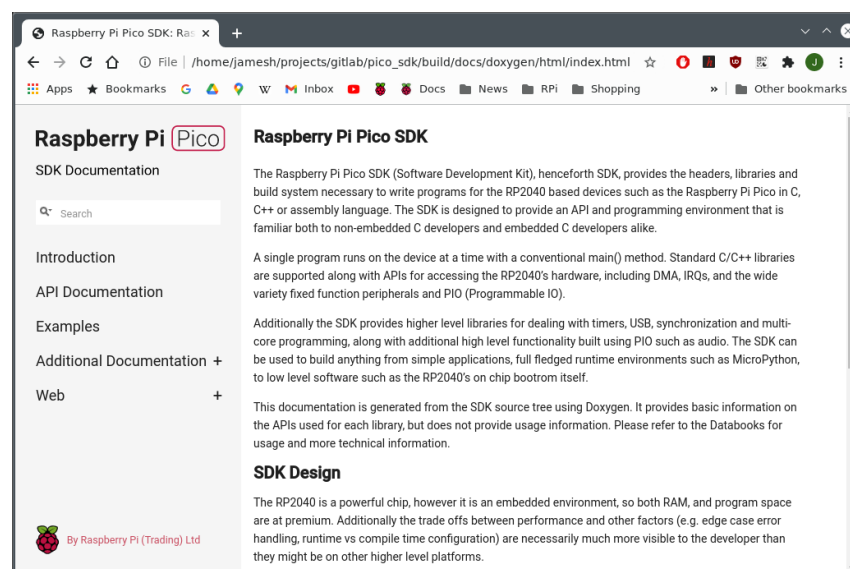 Raspberry Pi Pico SDK: Ras
File | /home/jamesh/projects/gitlab/pico_sdk/build/docs/doxygen/html/index.html
Apps Bookmarks G W Inbox Docs News RPi Shopping » Other bookmarks
Raspberry Pi Pico
SDK Documentation
Search
Introduction
API Documentation
Examples
Additional Documentation +
Web +
By Raspberry Pi (Trading) Ltd
Raspberry Pi Pico SDK
The Raspberry Pi Pico SDK (Software Development Kit), henceforth SDK, provides the headers, libraries and
build system necessary to write programs for the RP2040 based devices such as the Raspberry Pi Pico in C,
C++ or assembly language. The SDK is designed to provide an API and programming environment that is
familiar both to non-embedded C developers and embedded C developers alike.
A single program runs on the device at a time with a conventional main() method. Standard C/C++ libraries
are supported along with APIs for accessing the RP2040's hardware, including DMA, IRQs, and the wide
variety fixed function peripherals and PIO (Programmable IO).
Additionally the SDK provides higher level libraries for dealing with timers, USB, synchronization and multi-
core programming, along with additional high level functionality built using PIO such as audio. The SDK can
be used to build anything from simple applications, full fledged runtime environments such as MicroPython,
to low level software such as the RP2040's on chip bootrom itself.
This documentation is generated from the SDK source tree using Doxygen. It provides basic information on
the APIs used for each library, but does not provide usage information. Please refer to the Databooks for
usage and more technical information.
SDK Design
The RP2040 is a powerful chip, however it is an embedded environment, so both RAM, and program space
are at premium. Additionally the trade offs between performance and other factors (e.g. edge case error
handling, runtime vs compile time configuration) are necessarily much more visible to the developer than
they might be on other higher level platforms.